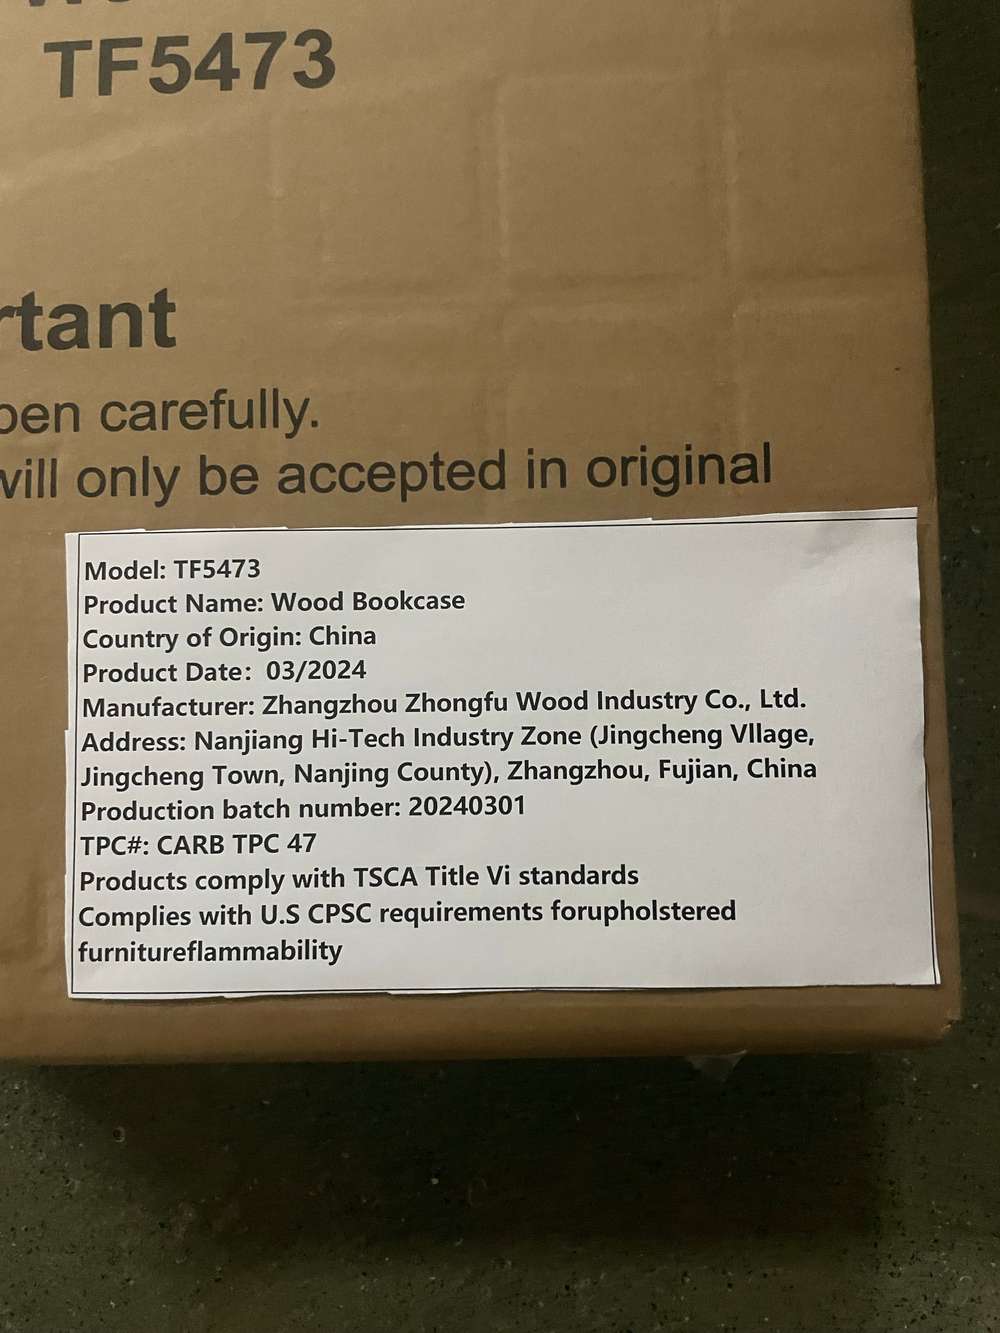 TF5473
rtant
pen carefully.
will only be accepted in original
Model: TF5473
Product Name: Wood Bookcase
Country of Origin: China
Product Date: 03/2024
Manufacturer: Zhangzhou Zhongfu Wood Industry Co., Ltd.
Address: Nanjiang Hi-Tech Industry Zone (Jingcheng Vllage,
Jingcheng Town, Nanjing County), Zhangzhou, Fujian, China
Production batch number: 20240301
TPC#: CARB TPC 47
Products comply with TSCA Title Vi standards
Complies with U.S CPSC requirements forupholstered
furnitureflammability